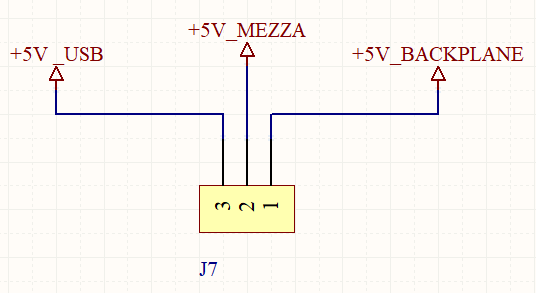 +5V_MEZZA
+5V_USB
+5V_BACKPLANE
3 2 1
J7